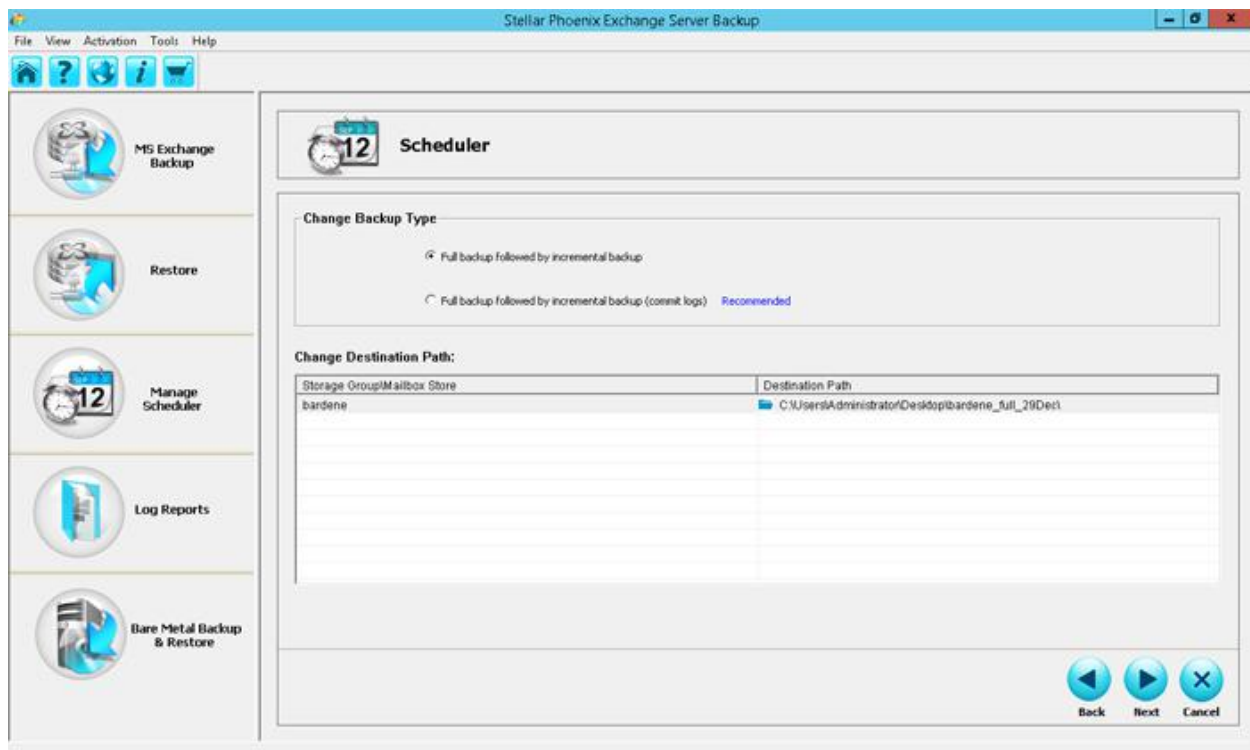 Stellar Phoenix Exchange Server Backup
File View Activation Tools Help
MS Exchange
Backup
Restore
12
Manage
Scheduler
Log Reports
Bare Metal Backup
& Restore
12
Scheduler
Change Backup Type
Full backup followed by incremental backup
Full backup followed by incremental backup (commit logs) Recommended
Change Destination Path:
Storage Group\Mailbox Store Destination Path
bardene C:\Users\Administrator\Desktop\bardene_full_29Dec\
Back Next Cancel